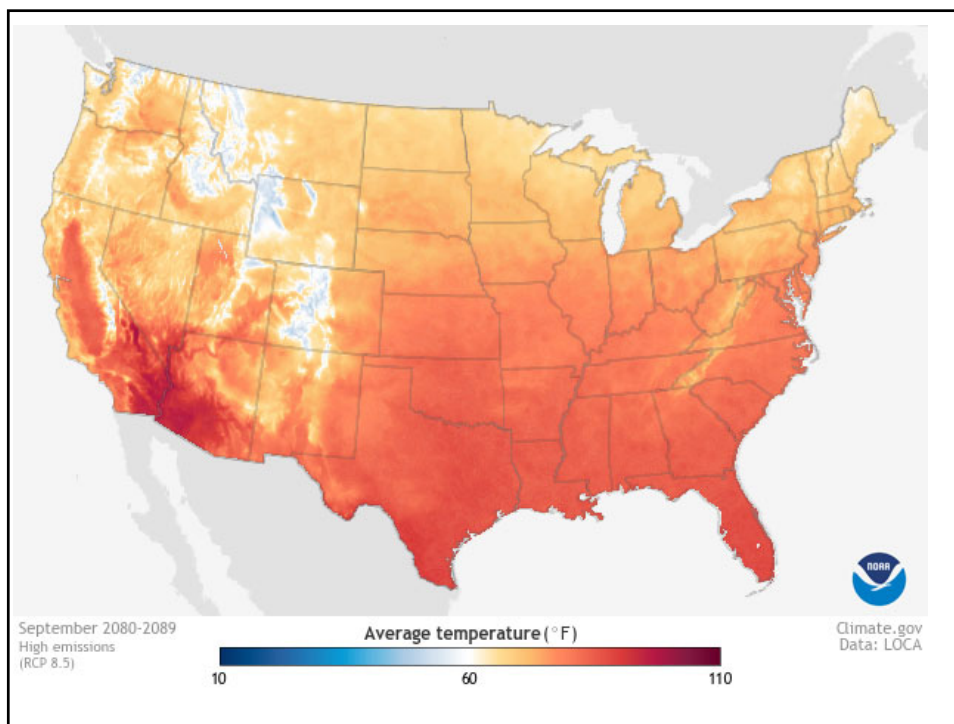 NOAA
September 2080-2089
High emissions
(RCP 8.5)
Average temperature (°F)
10
60
110
Climate.gov
Data: LOCA